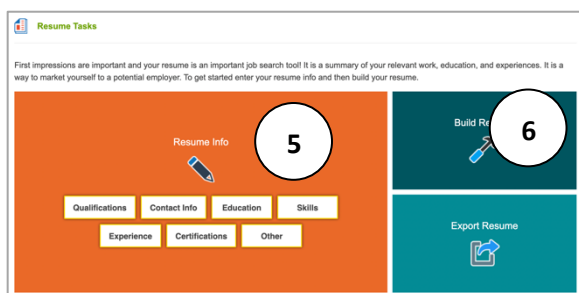 Resume Tasks
First impressions are important and your resume is an important job search tool! It is a summary of your relevant work, education, and experiences. It is a
way to market yourself to a potential employer. To get started enter your resume info and then build your resume.
Resume Info
5
Build Re
6
Qualifications Contact Info Education Skills
Experience Certifications Other
Export Resume